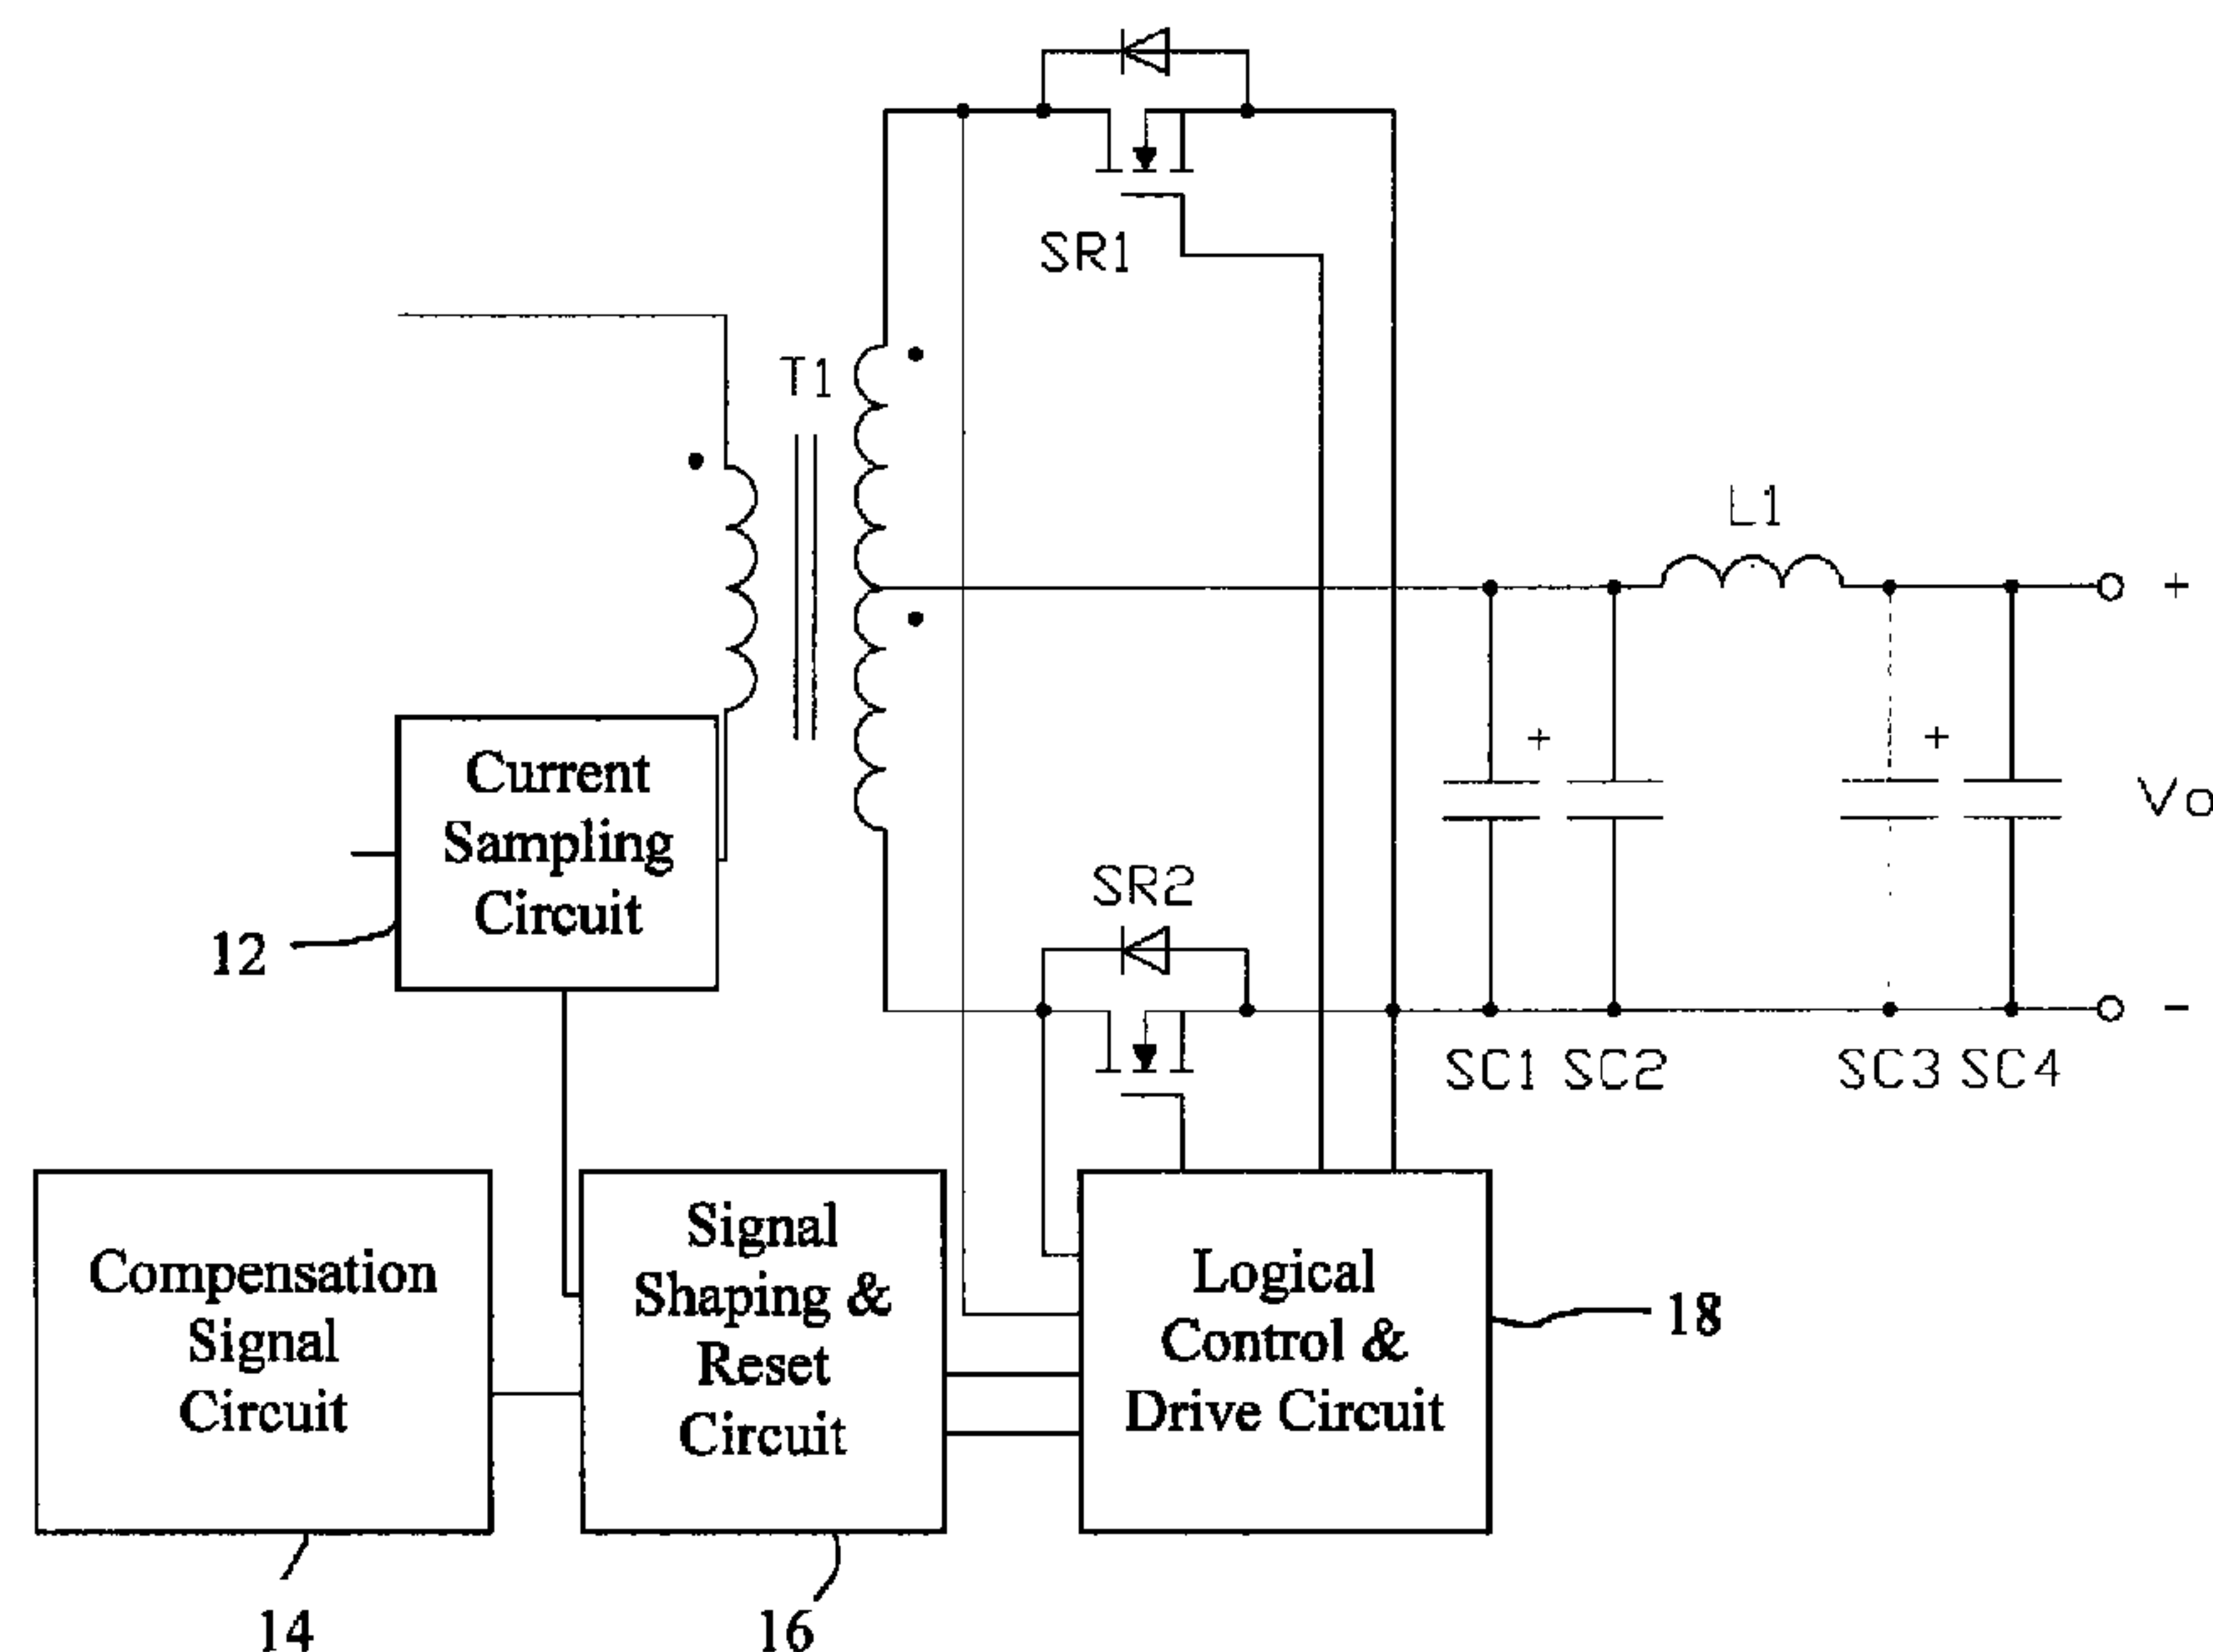 SR1
T1
L1
+
Current
Sampling
Circuit
+
+
Vo
12
SR2
-
SC1 SC2 SC3 SC4
Compensation
Signal
Circuit
Signal
Shaping &
Reset
Circuit
Logical
Control &
Drive Circuit
18
14
16